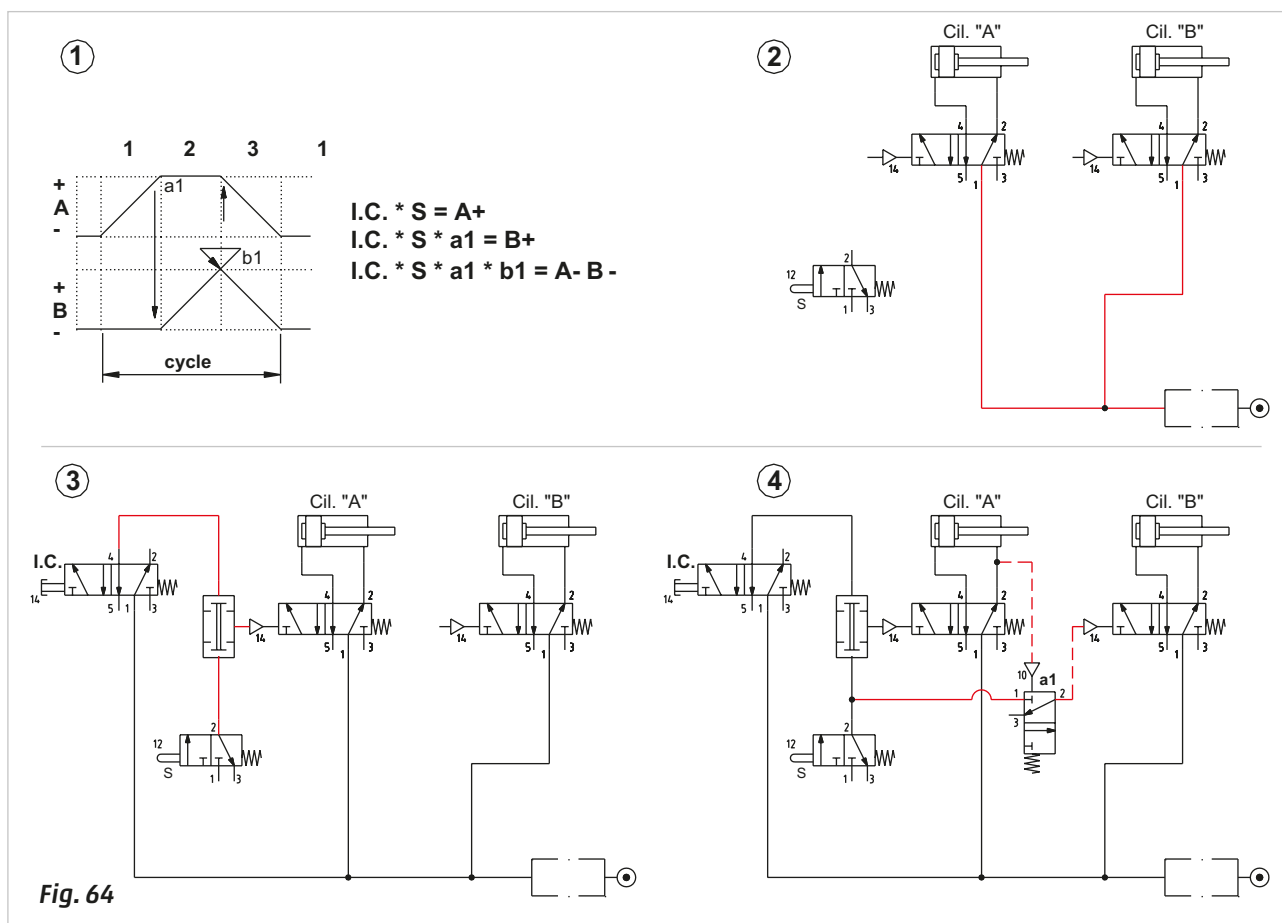 1
1 2 3 1
+
A
-
a1
b1
+
B
-
cycle
I.C. * S = A+
I.C. * S * a1 = B+
I.C. * S * a1 * b1 = A- B -
2
Cil. "A"
Cil. "B"
4 2
14
5 1 3
4 2
14
5 1 3
2
12
S
1 3
3
Cil. "A"
Cil. "B"
I.C.
4 2
14
5 1 3
4 2
14
5 1 3
4 2
14
5 1 3
2
12
S
1 3
4
Cil. "A"
Cil. "B"
I.C.
4 2
14
5 1 3
4 2
14
5 1 3
4 2
14
5 1 3
10 a1
1 2
3
2
12
S
1 3
Fig. 64